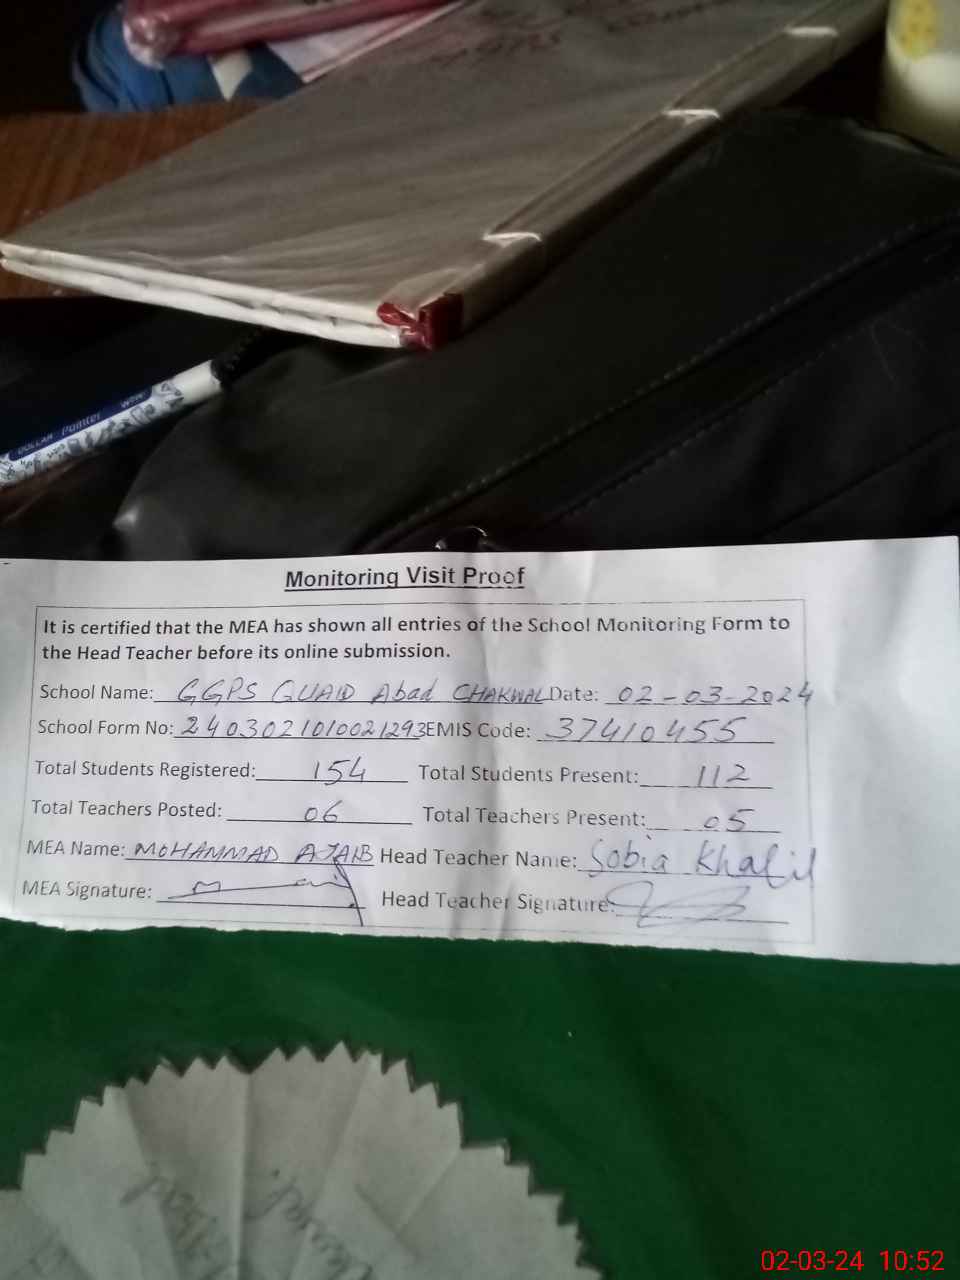 DOLLAR Pointer
Monitoring Visit Proof
It is certified that the MEA has shown all entries of the School Monitoring Form to
the Head Teacher before its online submission.
School Name: GGPS QUAID Abad CHAKWAL Date: 02-03-2024
School Form No: 2403021010021293 EMIS Code: 37410455
Total Students Registered: 154 Total Students Present: 112
Total Teachers Posted: 06 Total Teachers Present: 05
MEA Name: MOHAMMAD AJAIB Head Teacher Name: Sobia Khalil
MEA Signature: Head Teacher Signature:
02-03-24 10:52